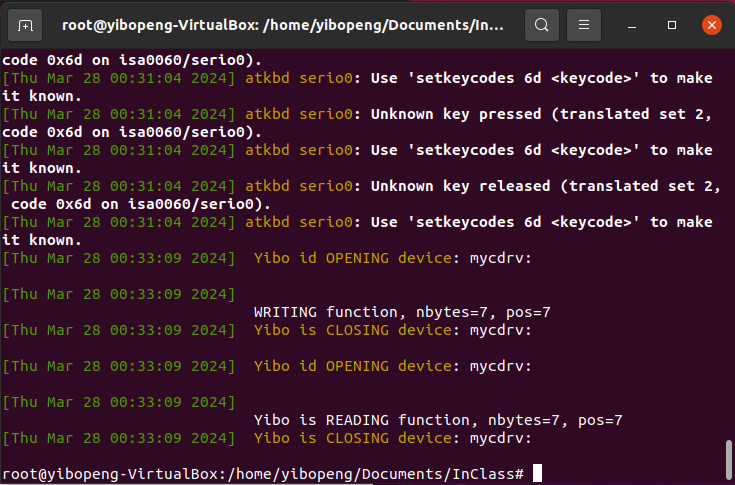 root@yibopeng-VirtualBox: /home/yibopeng/Documents/In...
code 0x6d on isa0060/serio0).
[Thu Mar 28 00:31:04 2024] atkbd serio0: Use 'setkeycodes 6d <keycode>' to make
it known.
[Thu Mar 28 00:31:04 2024] atkbd serio0: Unknown key pressed (translated set 2,
code 0x6d on isa0060/serio0).
[Thu Mar 28 00:31:04 2024] atkbd serio0: Use 'setkeycodes 6d <keycode>' to make
it known.
[Thu Mar 28 00:31:04 2024] atkbd serio0: Unknown key released (translated set 2,
 code 0x6d on isa0060/serio0).
[Thu Mar 28 00:31:04 2024] atkbd serio0: Use 'setkeycodes 6d <keycode>' to make
it known.
[Thu Mar 28 00:33:09 2024]  Yibo id OPENING device: mycdrv:
[Thu Mar 28 00:33:09 2024]
                            WRITING function, nbytes=7, pos=7
[Thu Mar 28 00:33:09 2024]  Yibo is CLOSING device: mycdrv:
[Thu Mar 28 00:33:09 2024]  Yibo id OPENING device: mycdrv:
[Thu Mar 28 00:33:09 2024]
                            Yibo is READING function, nbytes=7, pos=7
[Thu Mar 28 00:33:09 2024]  Yibo is CLOSING device: mycdrv:
root@yibopeng-VirtualBox:/home/yibopeng/Documents/InClass#